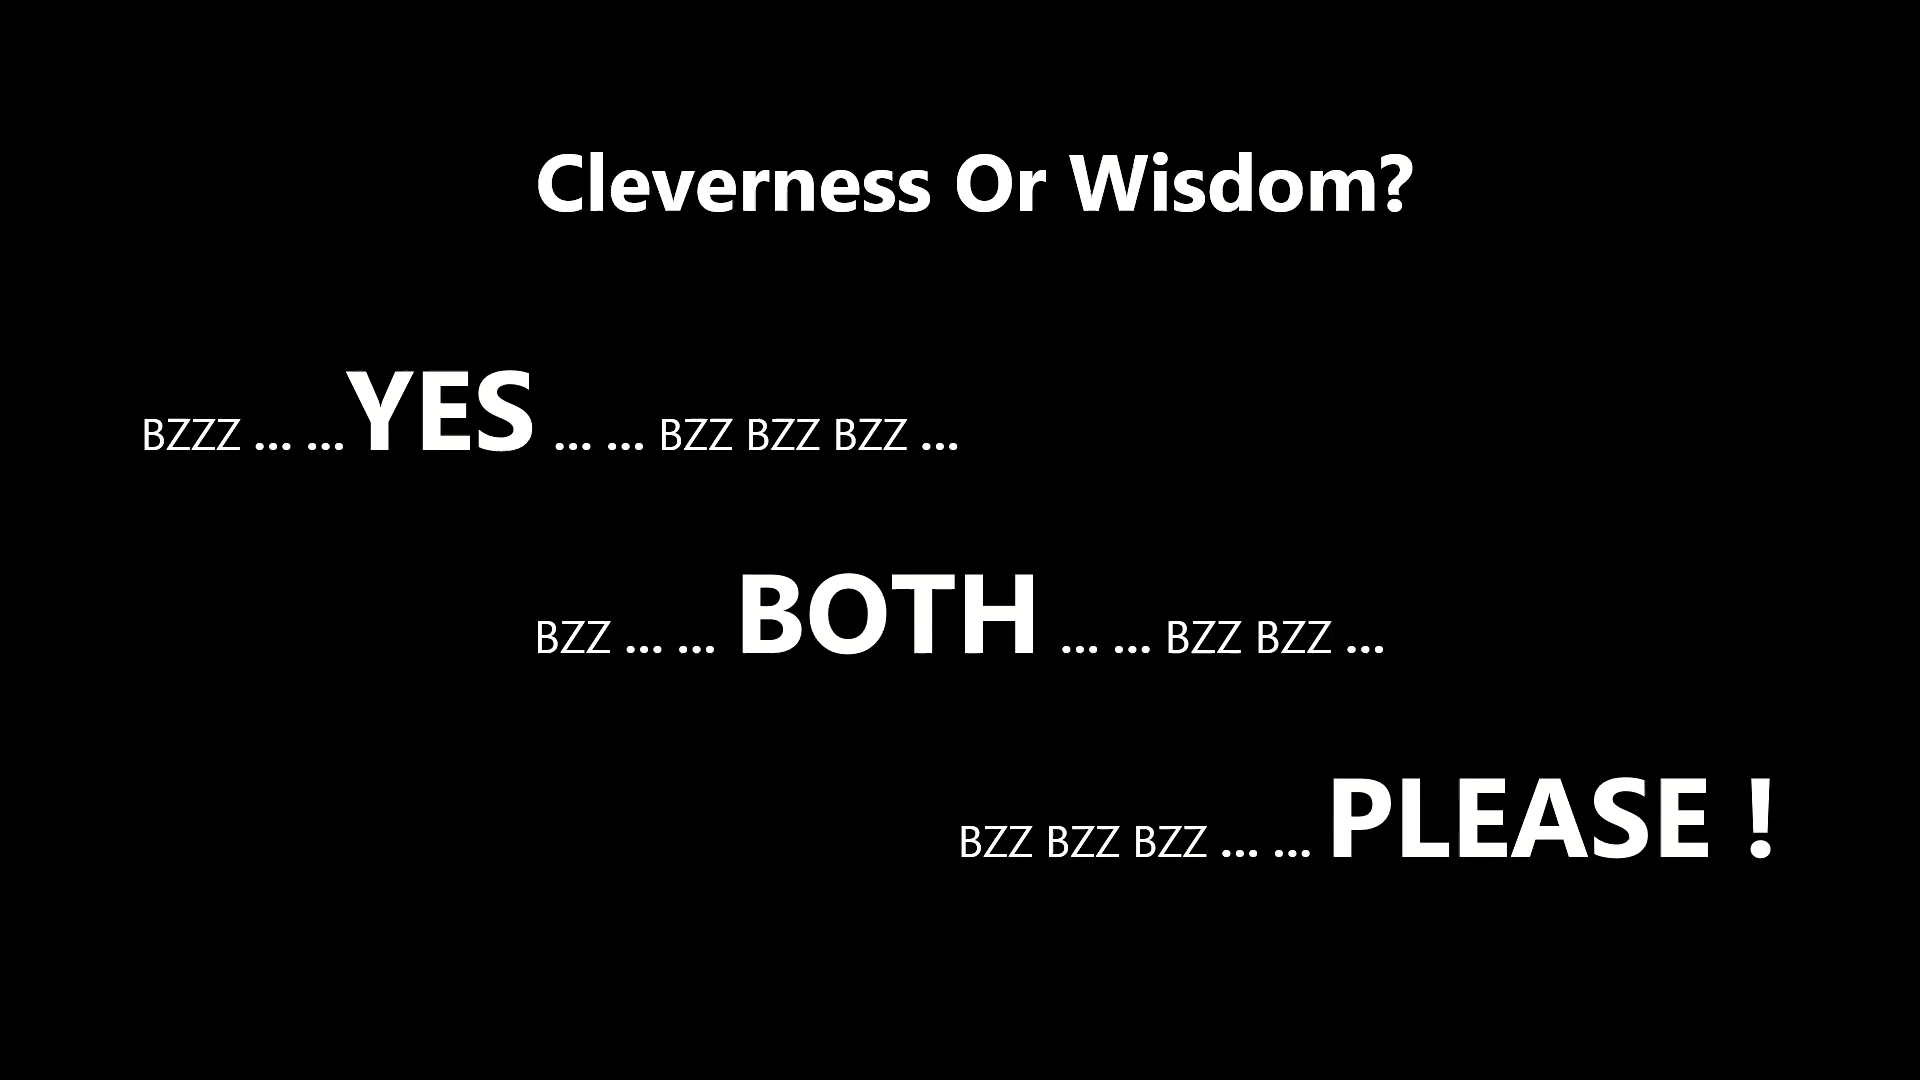 Cleverness Or Wisdom?
BZZZ ... ...YES ... ... BZZ BZZ BZZ ...
BZZ ... ... BOTH ... ... BZZ BZZ ...
BZZ BZZ BZZ ... ... PLEASE !